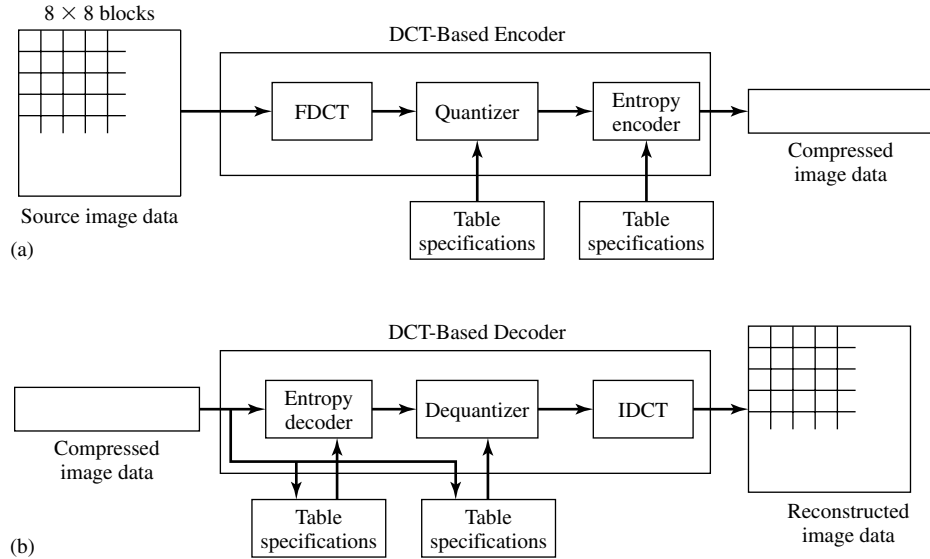 8 × 8 blocks
DCT-Based Encoder
FDCT
Quantizer
Entropy
encoder
Compressed
image data
Source image data
Table
specifications
Table
specifications
(a)
DCT-Based Decoder
Entropy
decoder
Dequantizer
IDCT
Compressed
image data
Table
specifications
Table
specifications
Reconstructed
image data
(b)